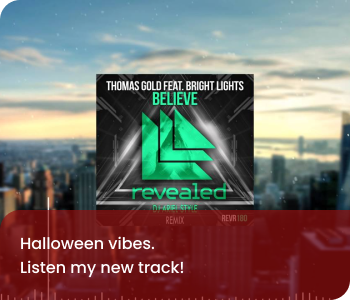 THOMAS GOLD FEAT. BRIGHT LIGHTS
BELIEVE
revealed
REMIX
REVR100
Halloween vibes.
Listen my new track!